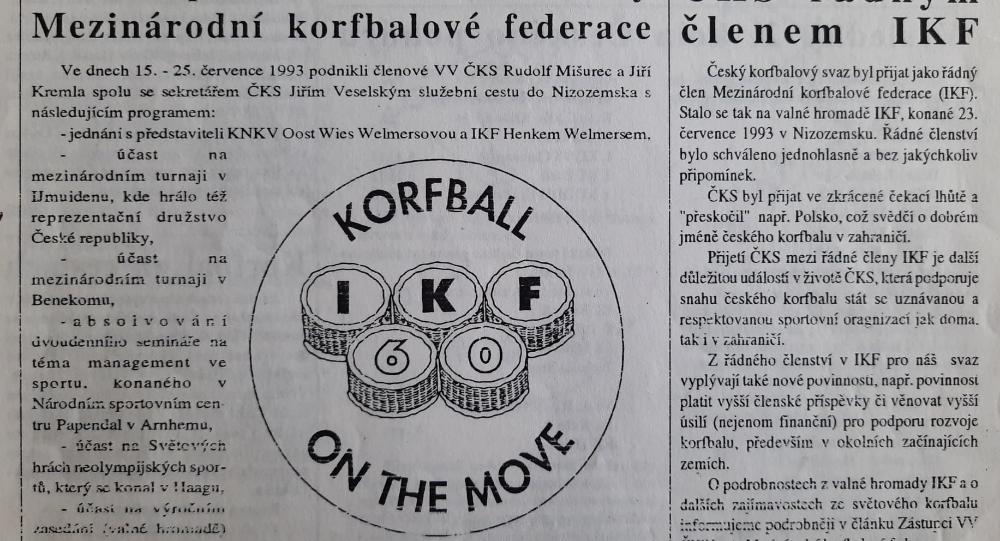 Mezinárodní korfbalové federace
Ve dnech 15. - 25. července 1993 podnikli členové VV ČKS Rudolf Mišurec a Jiří
Kremla spolu se sekretářem ČKS Jiřím Veselským služební cestu do Nizozemska s
následujícím programem:
- jednání s představiteli KNKV Oost Wies Welmersovou a IKF Henkem Welmersem,
- účast na
mezinárodním turnaji v
IJmuidenu, kde hrálo též
reprezentační družstvo
České republiky,
- účast na
mezinárodním turnaji v
Benekomu,
- absolvování
dvoudenního semináře na
téma management ve
sportu, konaného v
Národním sportovním cen-
tru Papendal v Arnhemu,
- účast na Světových
hrách neolympijských spor-
tů, který se konal v Haagu,
- účast na výročním
zasedání (valné hromadě)
KORFBALL
I K F
60
ON THE MOVE
členem IKF
Český korfbalový svaz byl přijat jako řádný
člen Mezinárodní korfbalové federace (IKF).
Stalo se tak na valné hromadě IKF, konané 23.
července 1993 v Nizozemsku. Řádné členství
bylo schváleno jednohlasně a bez jakýchkoliv
připomínek.
ČKS byl přijat ve zkrácené čekací lhůtě a
"přeskočil" např. Polsko, což svědčí o dobrém
jméně českého korfbalu v zahraničí.
Přijetí ČKS mezi řádné členy IKF je další
důležitou událostí v životě ČKS, která podporuje
snahu českého korfbalu stát se uznávanou a
respektovanou sportovní oragnizací jak doma,
tak i v zahraničí.
Z řádného členství v IKF pro náš svaz
vyplývají také nové povinnosti, např. povinnost
platit vyšší členské příspěvky či věnovat vyšší
úsilí (nejenom finanční) pro podporu rozvoje
korfbalu, především v okolních začínajících
zemích.
O podrobnostech z valné hromady IKF a o
dalších zajímavostech ze světového korfbalu
informujeme podrobněji v článku Zástupci VV